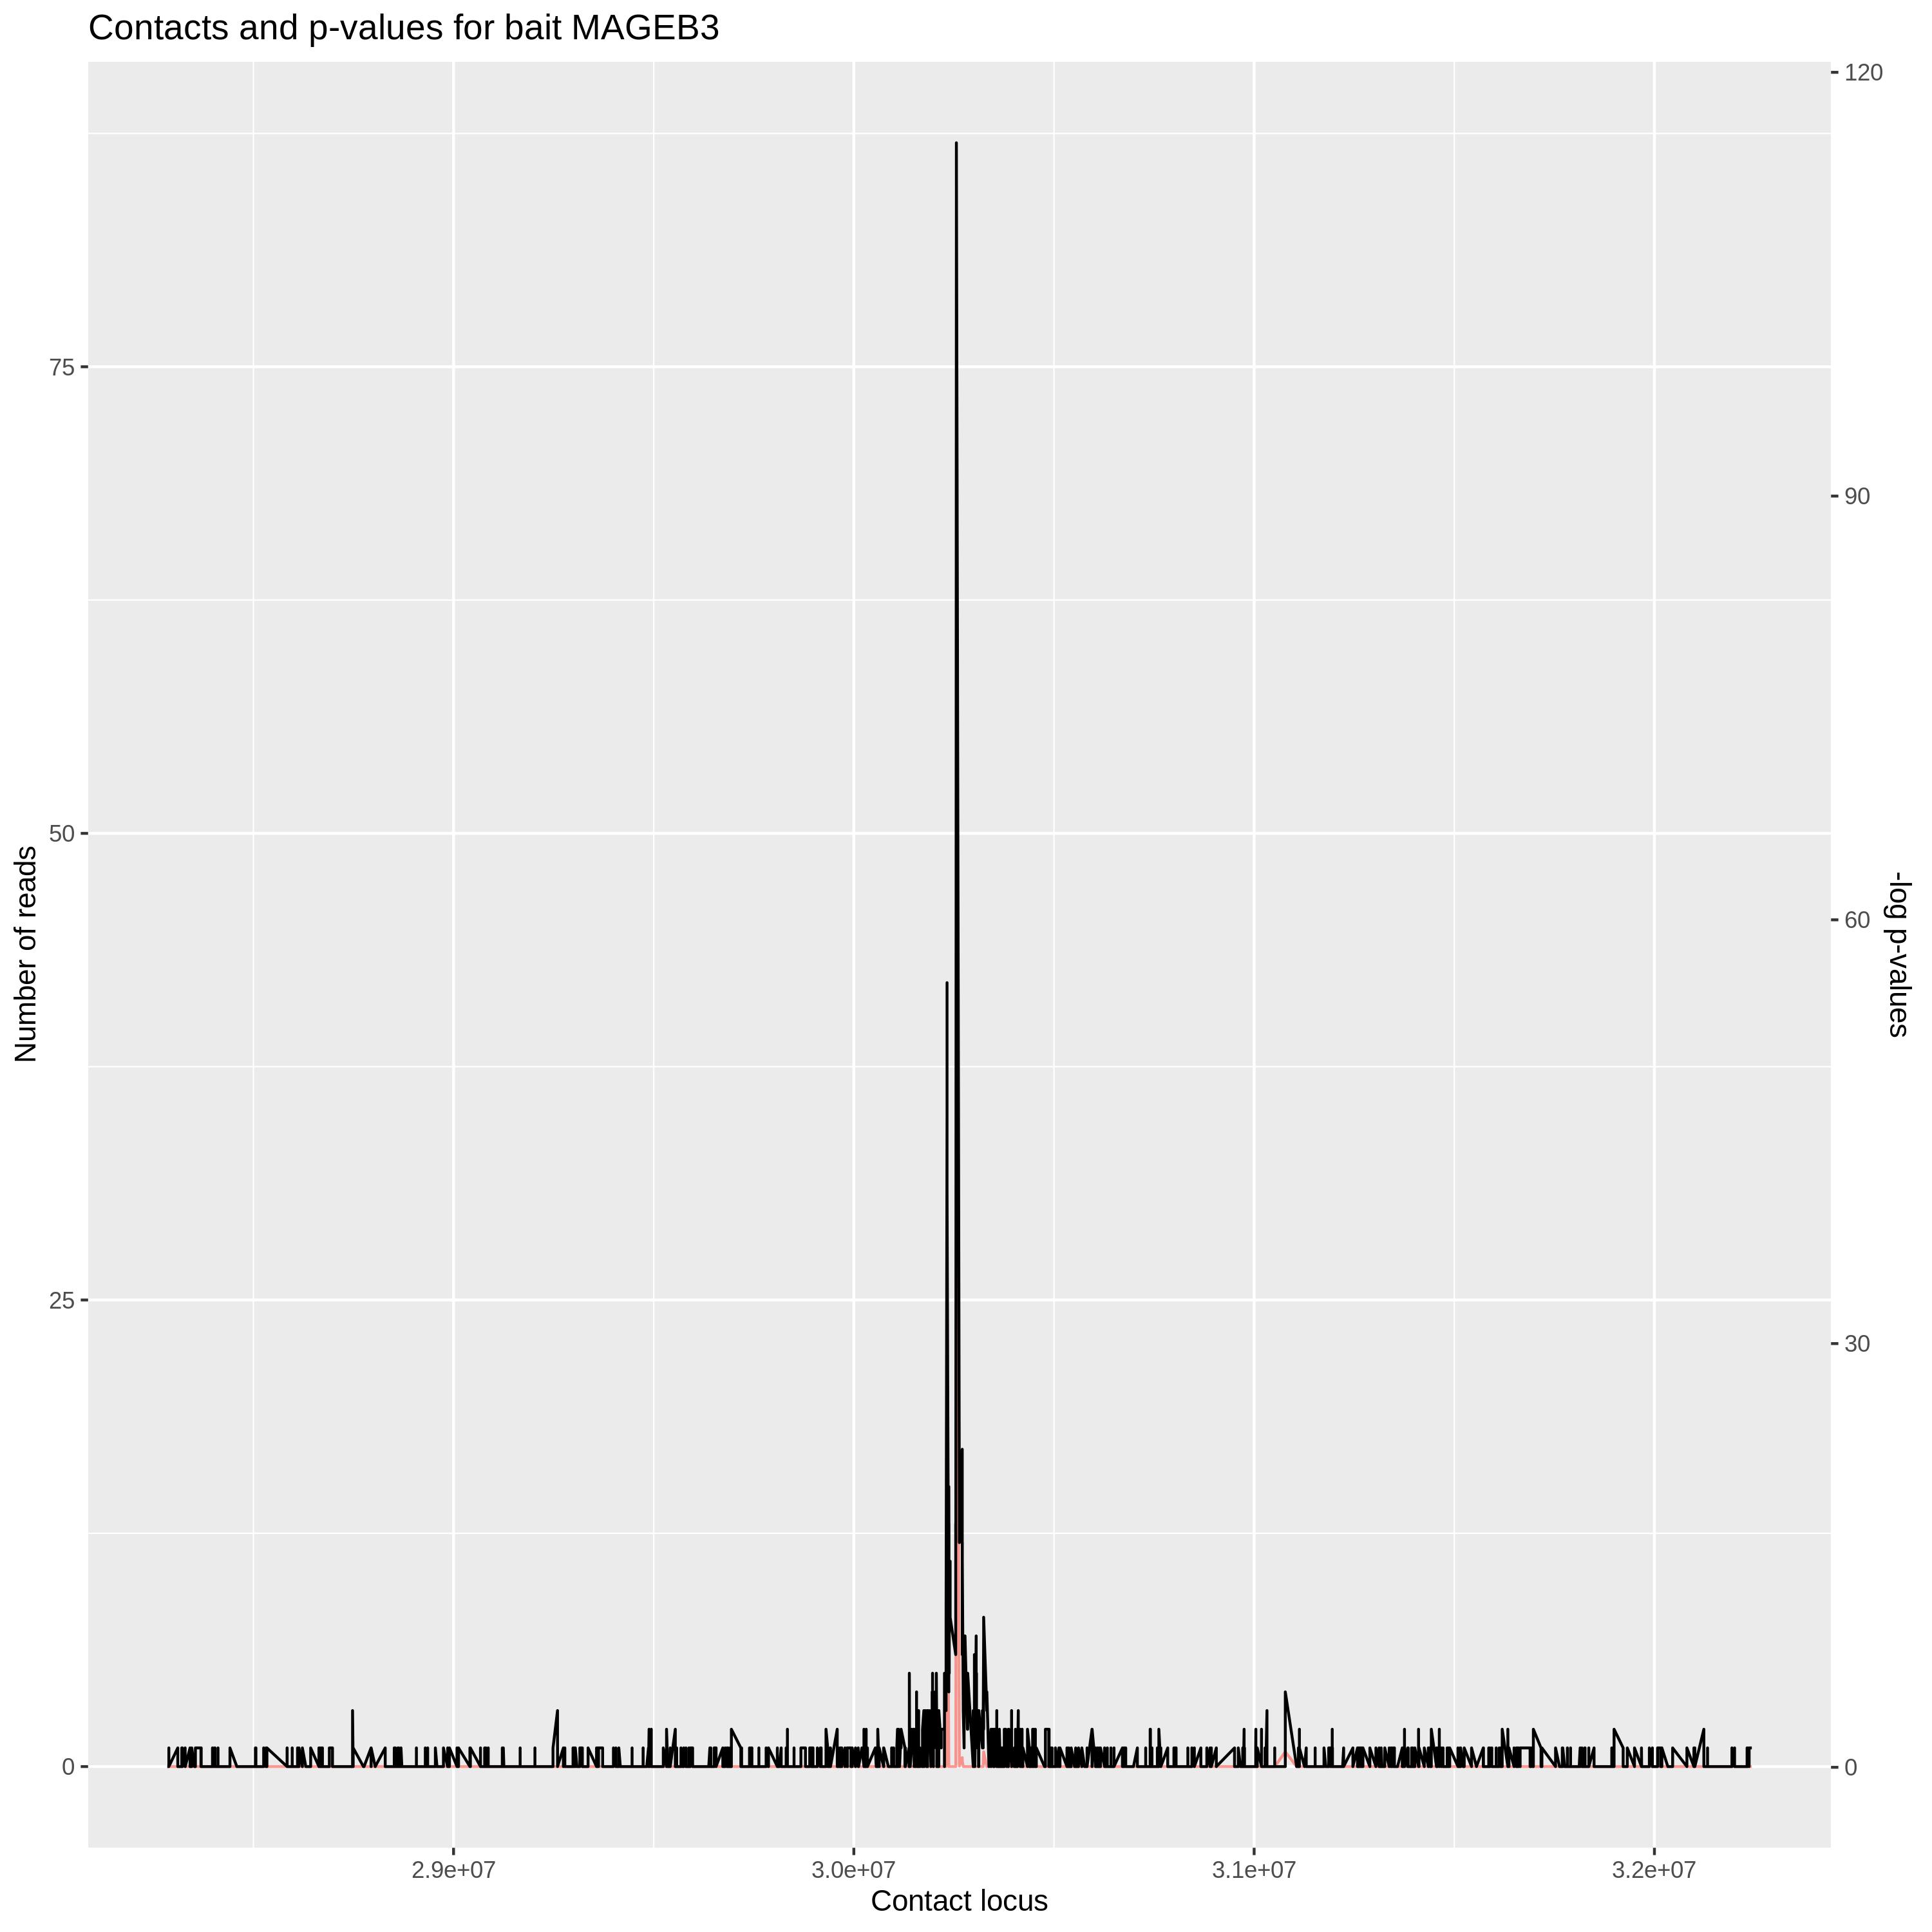 Contacts and p-values for bait MAGEB3
120
75
90
50
60
Number of reads
-log p-values
25
30
0
0
2.9e+07
3.0e+07
3.1e+07
3.2e+07
Contact locus